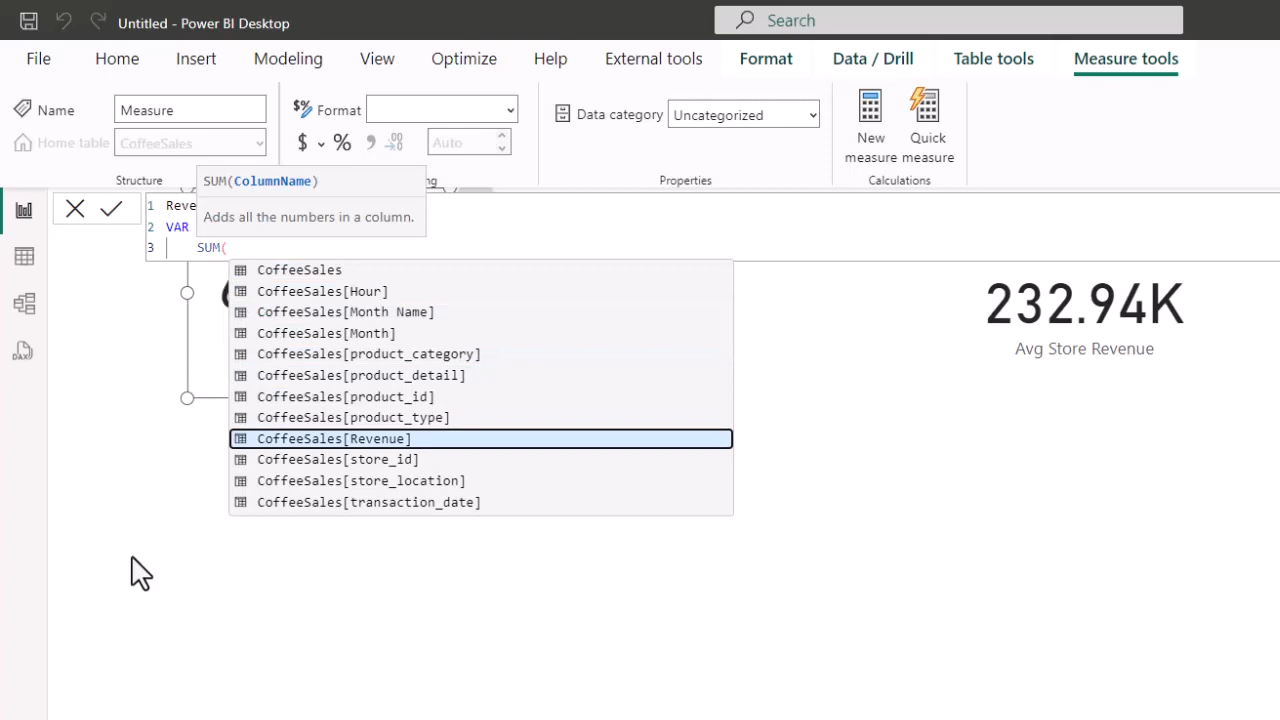 Untitled - Power BI Desktop
Search
File Home Insert Modeling View Optimize Help External tools Format Data / Drill Table tools Measure tools
Name Measure
$% Format
Data category Uncategorized
New measure
Quick measure
Home table CoffeeSales
$ % Auto
Structure
Properties
Calculations
SUM(ColumnName)
Adds all the numbers in a column.
1
2 VAR
3 SUM(
CoffeeSales
CoffeeSales[Hour]
CoffeeSales[Month Name]
CoffeeSales[Month]
CoffeeSales[product_category]
CoffeeSales[product_detail]
CoffeeSales[product_id]
CoffeeSales[product_type]
CoffeeSales[Revenue]
CoffeeSales[store_id]
CoffeeSales[store_location]
CoffeeSales[transaction_date]
232.94K
Avg Store Revenue
DAX